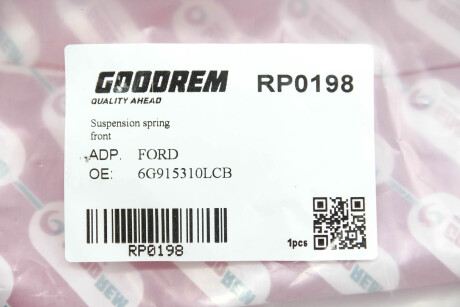 GOODREM
QUALITY AHEAD
RP0198
Suspension spring
front
ADP. FORD
OE: 6G915310LCB
RP0198
1pcs